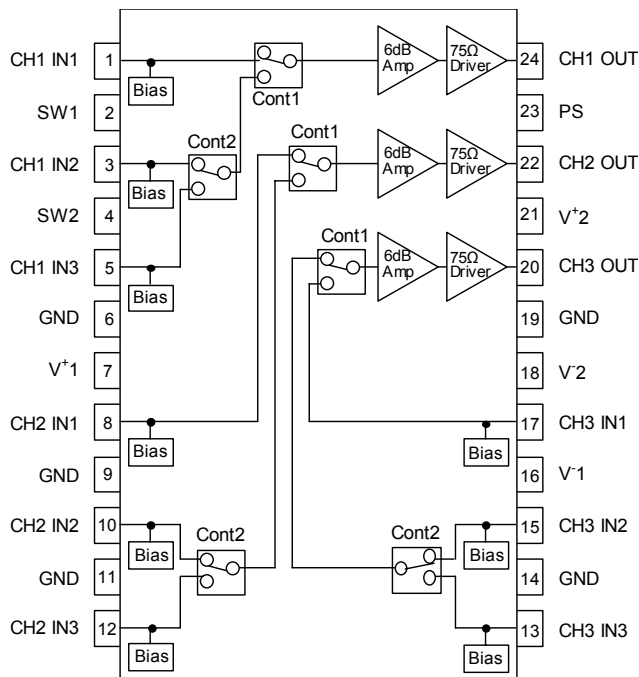 CH1 IN1 1 6dB Amp 75Ω Driver 24 CH1 OUT
Bias Cont1
SW1 2 23 PS
Cont2 Cont1
CH1 IN2 3 6dB Amp 75Ω Driver 22 CH2 OUT
Bias
SW2 4 21 V⁺2
Cont1
CH1 IN3 5 6dB Amp 75Ω Driver 20 CH3 OUT
Bias
GND 6 19 GND
V⁺1 7 18 V⁻2
CH2 IN1 8 17 CH3 IN1
Bias Bias
GND 9 16 V⁻1
CH2 IN2 10 15 CH3 IN2
Cont2 Cont2
Bias Bias
GND 11 14 GND
CH2 IN3 12 13 CH3 IN3
Bias Bias